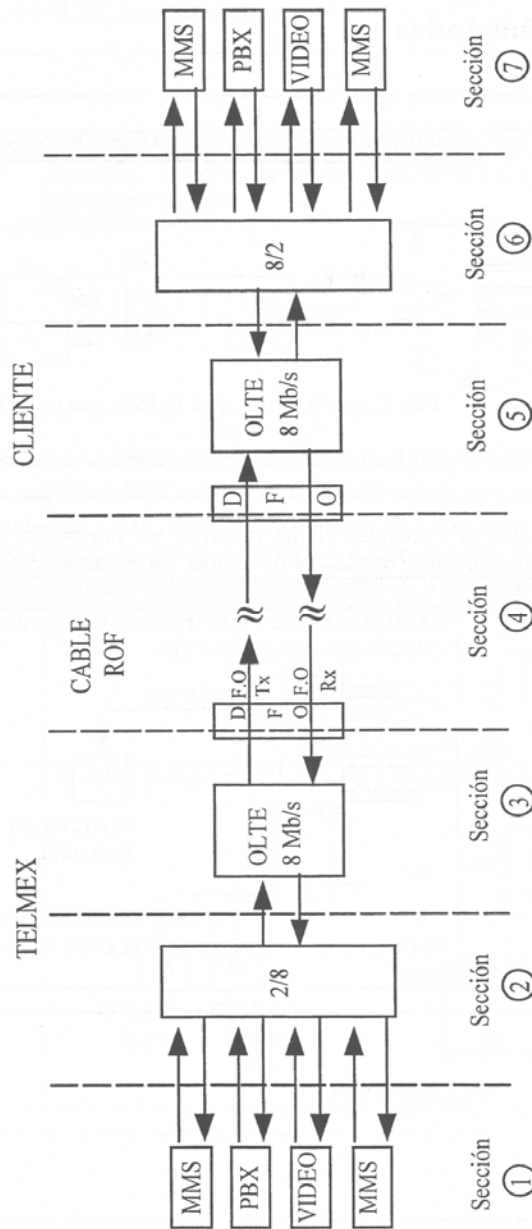 TELMEX
CABLE
ROF
CLIENTE
MMS
PBX
VIDEO
MMS
2/8
OLTE
8 Mb/s
D
F
O
F.O
Tx
F.O
Rx
D
F
O
OLTE
8 Mb/s
8/2
MMS
PBX
VIDEO
MMS
Sección
1
Sección
2
Sección
3
Sección
4
Sección
5
Sección
6
Sección
7